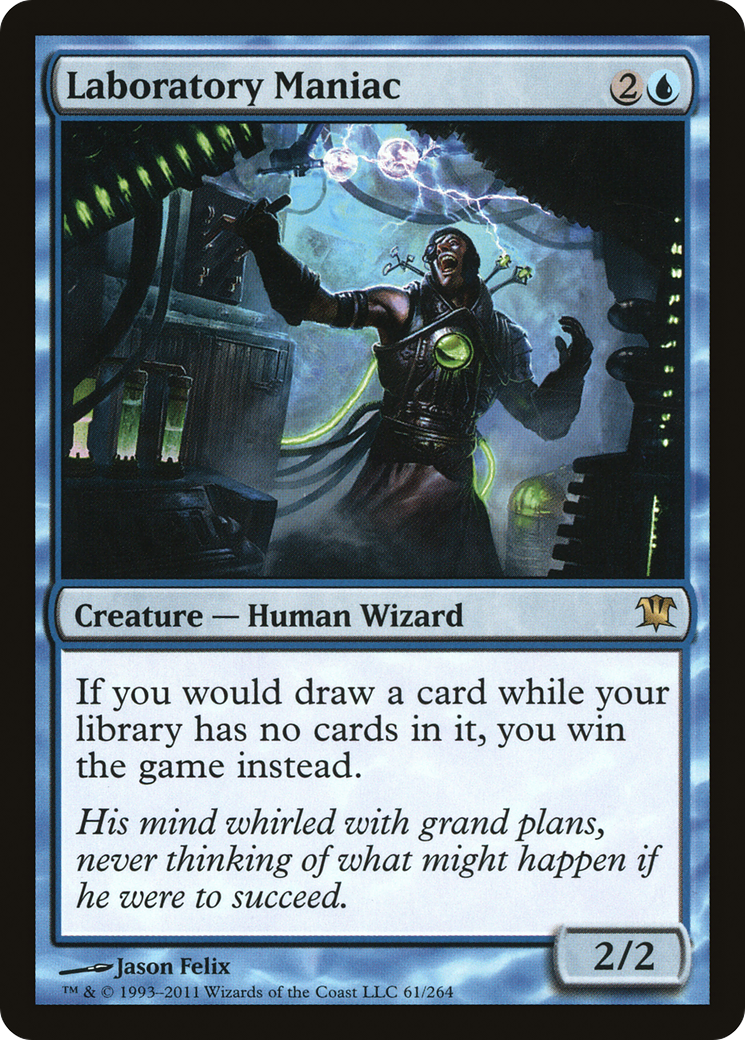 Laboratory Maniac 2
Creature — Human Wizard
If you would draw a card while your
library has no cards in it, you win
the game instead.
His mind whirled with grand plans,
never thinking of what might happen if
he were to succeed.
2/2
Jason Felix
™ & © 1993–2011 Wizards of the Coast LLC 61/264